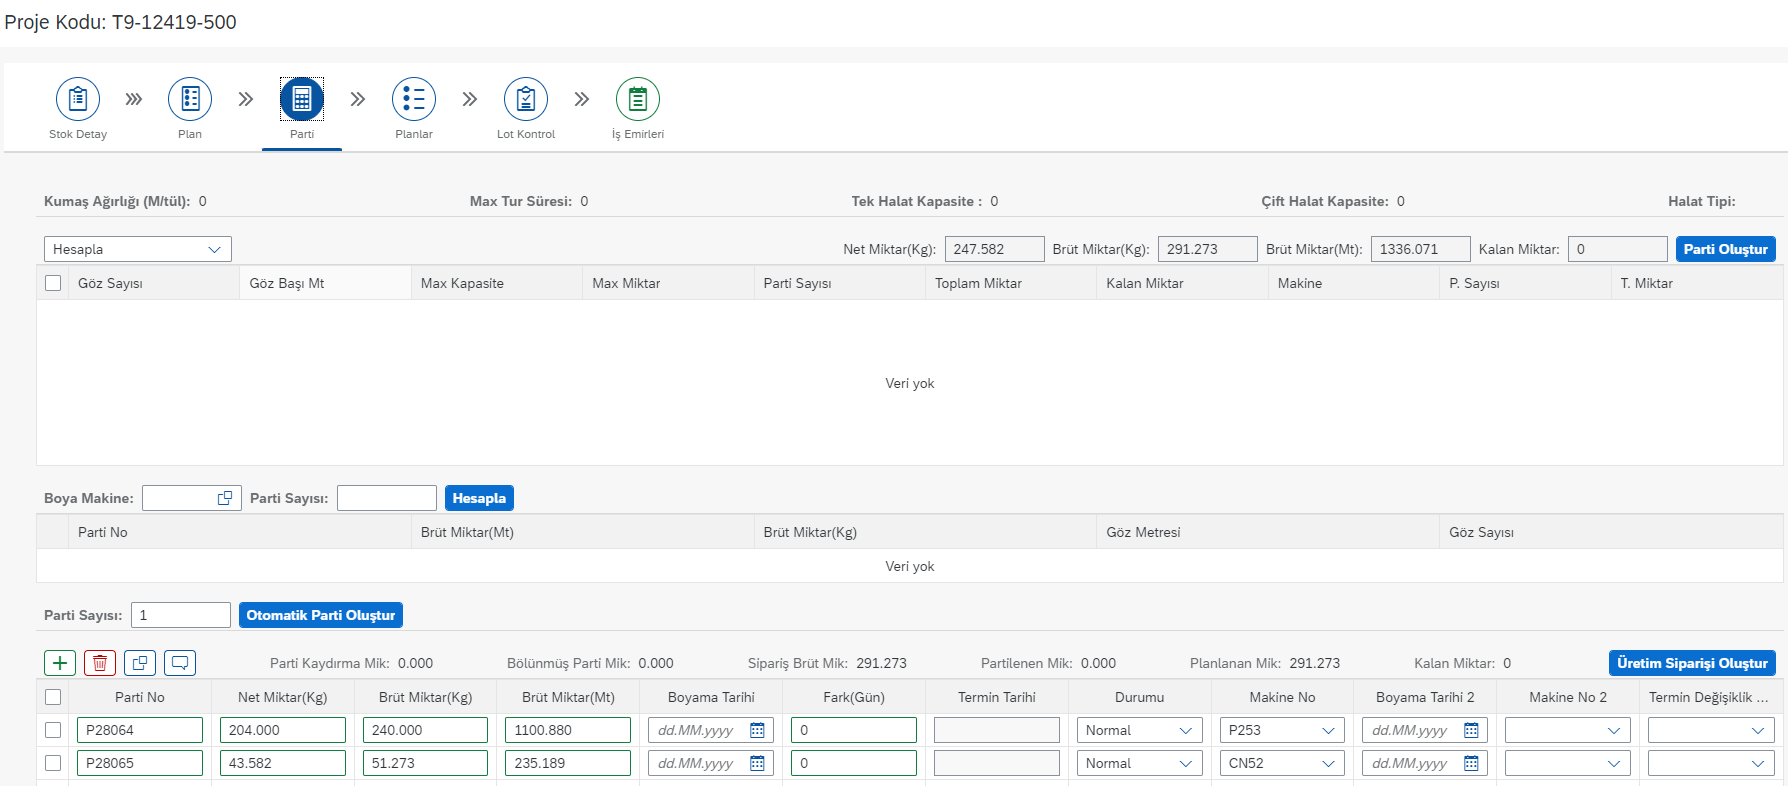 Proje Kodu: T9-12419-500
Stok Detay Plan Parti Planlar Lot Kontrol İş Emirleri
Kumaş Ağırlığı (M/tül): 0 Max Tur Süresi: 0 Tek Halat Kapasite : 0 Çift Halat Kapasite: 0 Halat Tipi:
Hesapla Net Miktar(Kg): 247.582 Brüt Miktar(Kg): 291.273 Brüt Miktar(Mt): 1336.071 Kalan Miktar: 0 Parti Oluştur
Göz Sayısı Göz Başı Mt Max Kapasite Max Miktar Parti Sayısı Toplam Miktar Kalan Miktar Makine P. Sayısı T. Miktar
Veri yok
Boya Makine: Parti Sayısı: Hesapla
Parti No Brüt Miktar(Mt) Brüt Miktar(Kg) Göz Metresi Göz Sayısı
Veri yok
Parti Sayısı: 1 Otomatik Parti Oluştur
Parti Kaydırma Mik: 0.000 Bölünmüş Parti Mik: 0.000 Sipariş Brüt Mik: 291.273 Partilenen Mik: 0.000 Planlanan Mik: 291.273 Kalan Miktar: 0 Üretim Siparişi Oluştur
Parti No Net Miktar(Kg) Brüt Miktar(Kg) Brüt Miktar(Mt) Boyama Tarihi Fark(Gün) Termin Tarihi Durumu Makine No Boyama Tarihi 2 Makine No 2 Termin Değişiklik ...
P28064 204.000 240.000 1100.880 dd.MM.yyyy 0 Normal P253 dd.MM.yyyy
P28065 43.582 51.273 235.189 dd.MM.yyyy 0 Normal CN52 dd.MM.yyyy